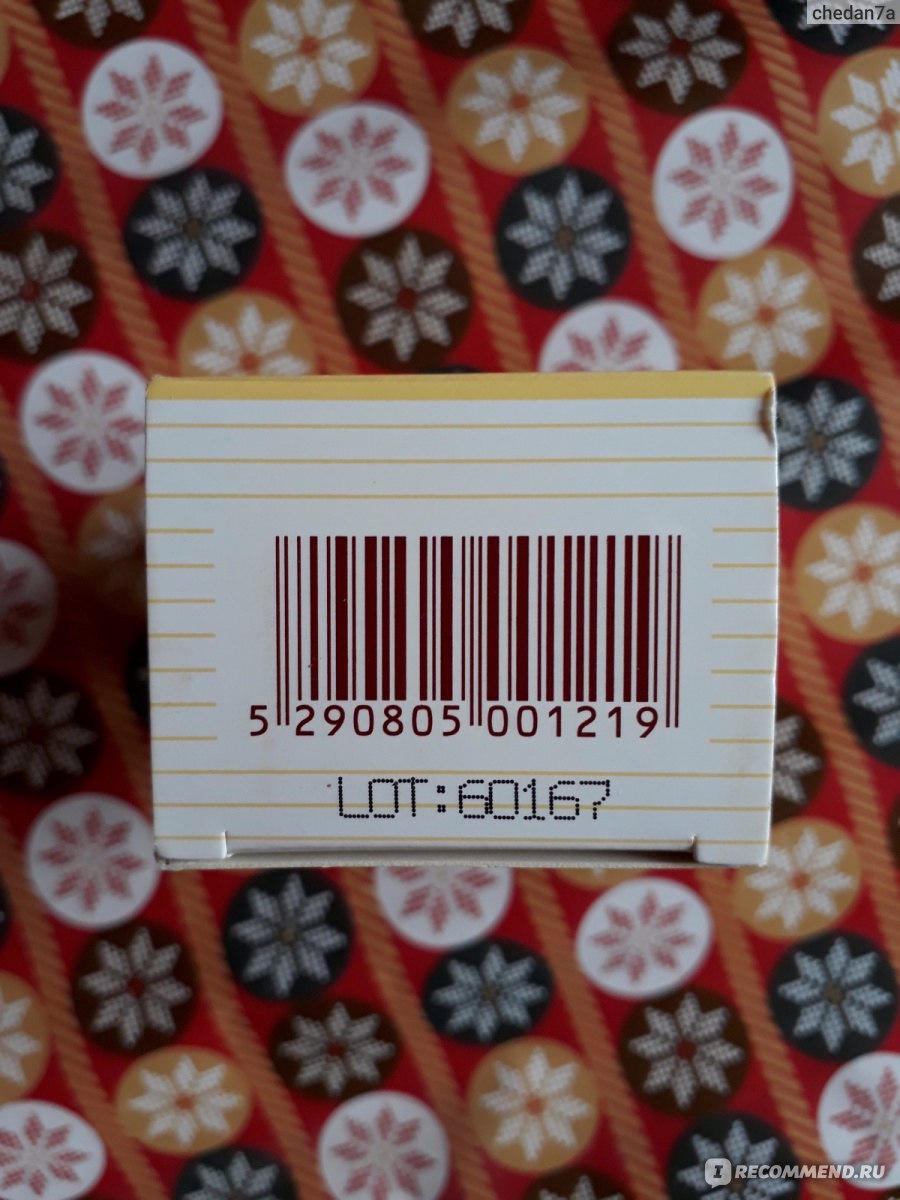 chedan7a
5 290805 001219
LOT:60167
I RECOMMEND.RU